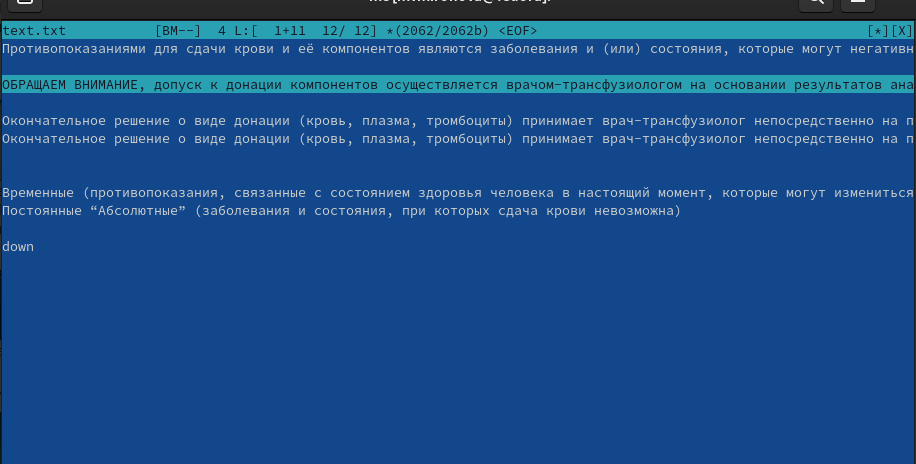 text.txt [BM--] 4 L:[ 1+11 12/ 12] *(2062/2062b) <EOF> [*][X]
Противопоказаниями для сдачи крови и её компонентов являются заболевания и (или) состояния, которые могут негативн
ОБРАЩАЕМ ВНИМАНИЕ, допуск к донации компонентов осуществляется врачом-трансфузиологом на основании результатов ана
Окончательное решение о виде донации (кровь, плазма, тромбоциты) принимает врач-трансфузиолог непосредственно на п
Окончательное решение о виде донации (кровь, плазма, тромбоциты) принимает врач-трансфузиолог непосредственно на п
Временные (противопоказания, связанные с состоянием здоровья человека в настоящий момент, которые могут измениться
Постоянные “Абсолютные” (заболевания и состояния, при которых сдача крови невозможна)
down